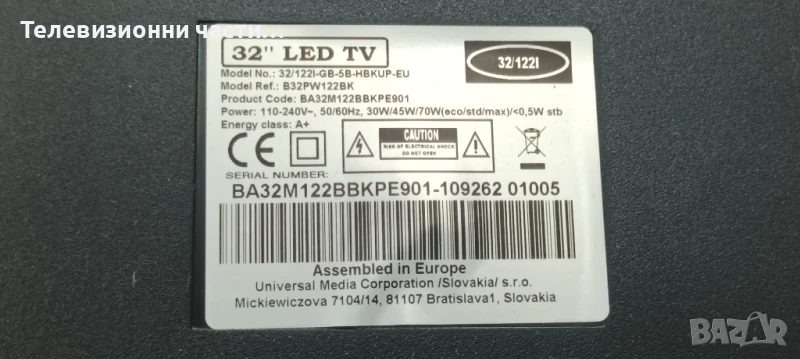 Телевизионни части...
32" LED TV
32/122I
Model No.: 32/122I-GB-5B-HBKUP-EU
Model Ref.: B32PW122BK
Product Code: BA32M122BBKPE901
Power: 110-240V~, 50/60Hz, 30W/45W/70W(eco/std/max)/<0,5W stb
Energy class: A+
CE
CAUTION
RISK OF ELECTRICAL SHOCK
DO NOT OPEN
SERIAL NUMBER:
BA32M122BBKPE901-109262 01005
Assembled in Europe
Universal Media Corporation /Slovakia/ s.r.o.
Mickiewiczova 7104/14, 81107 Bratislava1, Slovakia
BAZAR